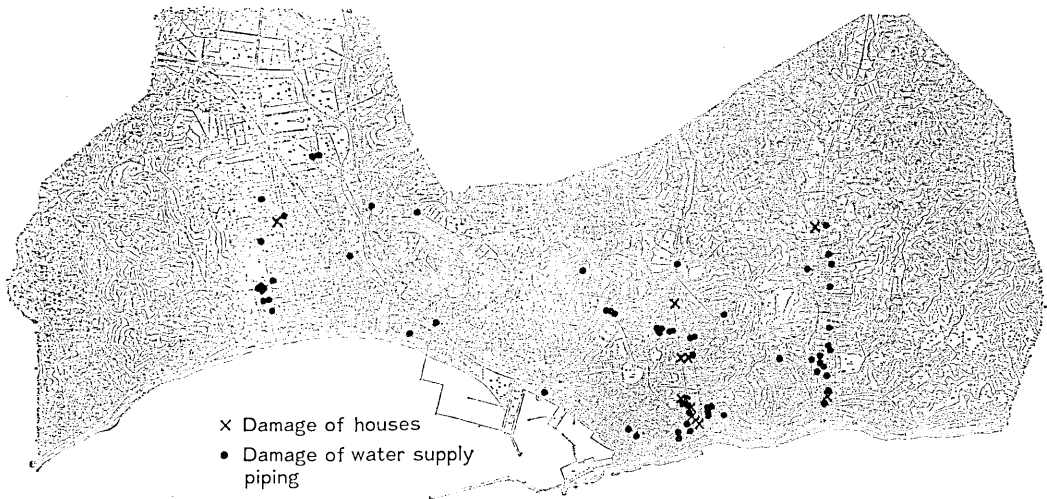 × Damage of houses
● Damage of water supply
piping